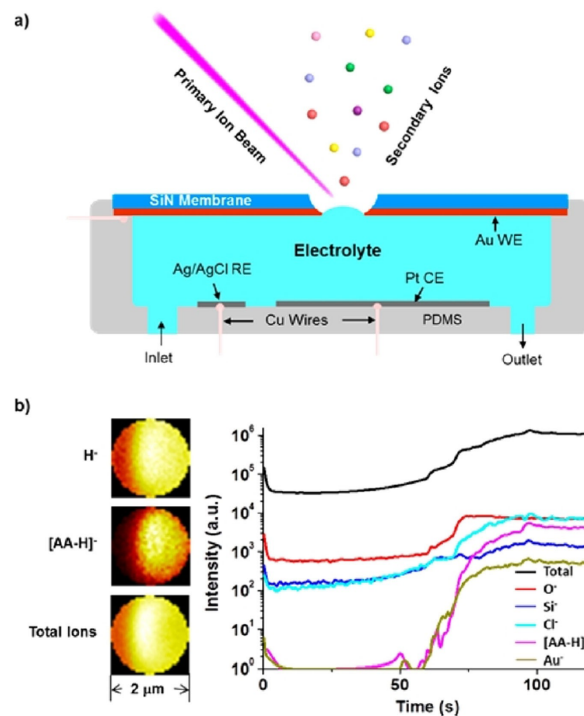 a)
Primary Ion Beam
Secondary Ions
SiN Membrane
Au WE
Electrolyte
Ag/AgCl RE
Pt CE
Cu Wires
PDMS
Inlet
Outlet
b)
H⁻
[AA-H]⁻
Total Ions
2 μm
Intensity (a.u.)
10⁶
10⁵
10⁴
10³
10²
10¹
10⁰
0
50
100
Time (s)
Total
O⁻
Si⁻
Cl⁻
[AA-H]
Au⁻